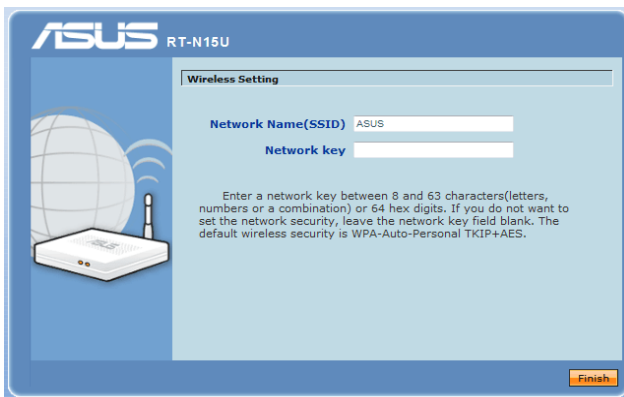 ASUS RT-N15U
Wireless Setting
Network Name(SSID) ASUS
Network key
Enter a network key between 8 and 63 characters(letters,
numbers or a combination) or 64 hex digits. If you do not want to
set the network security, leave the network key field blank. The
default wireless security is WPA-Auto-Personal TKIP+AES.
ASUS
Finish